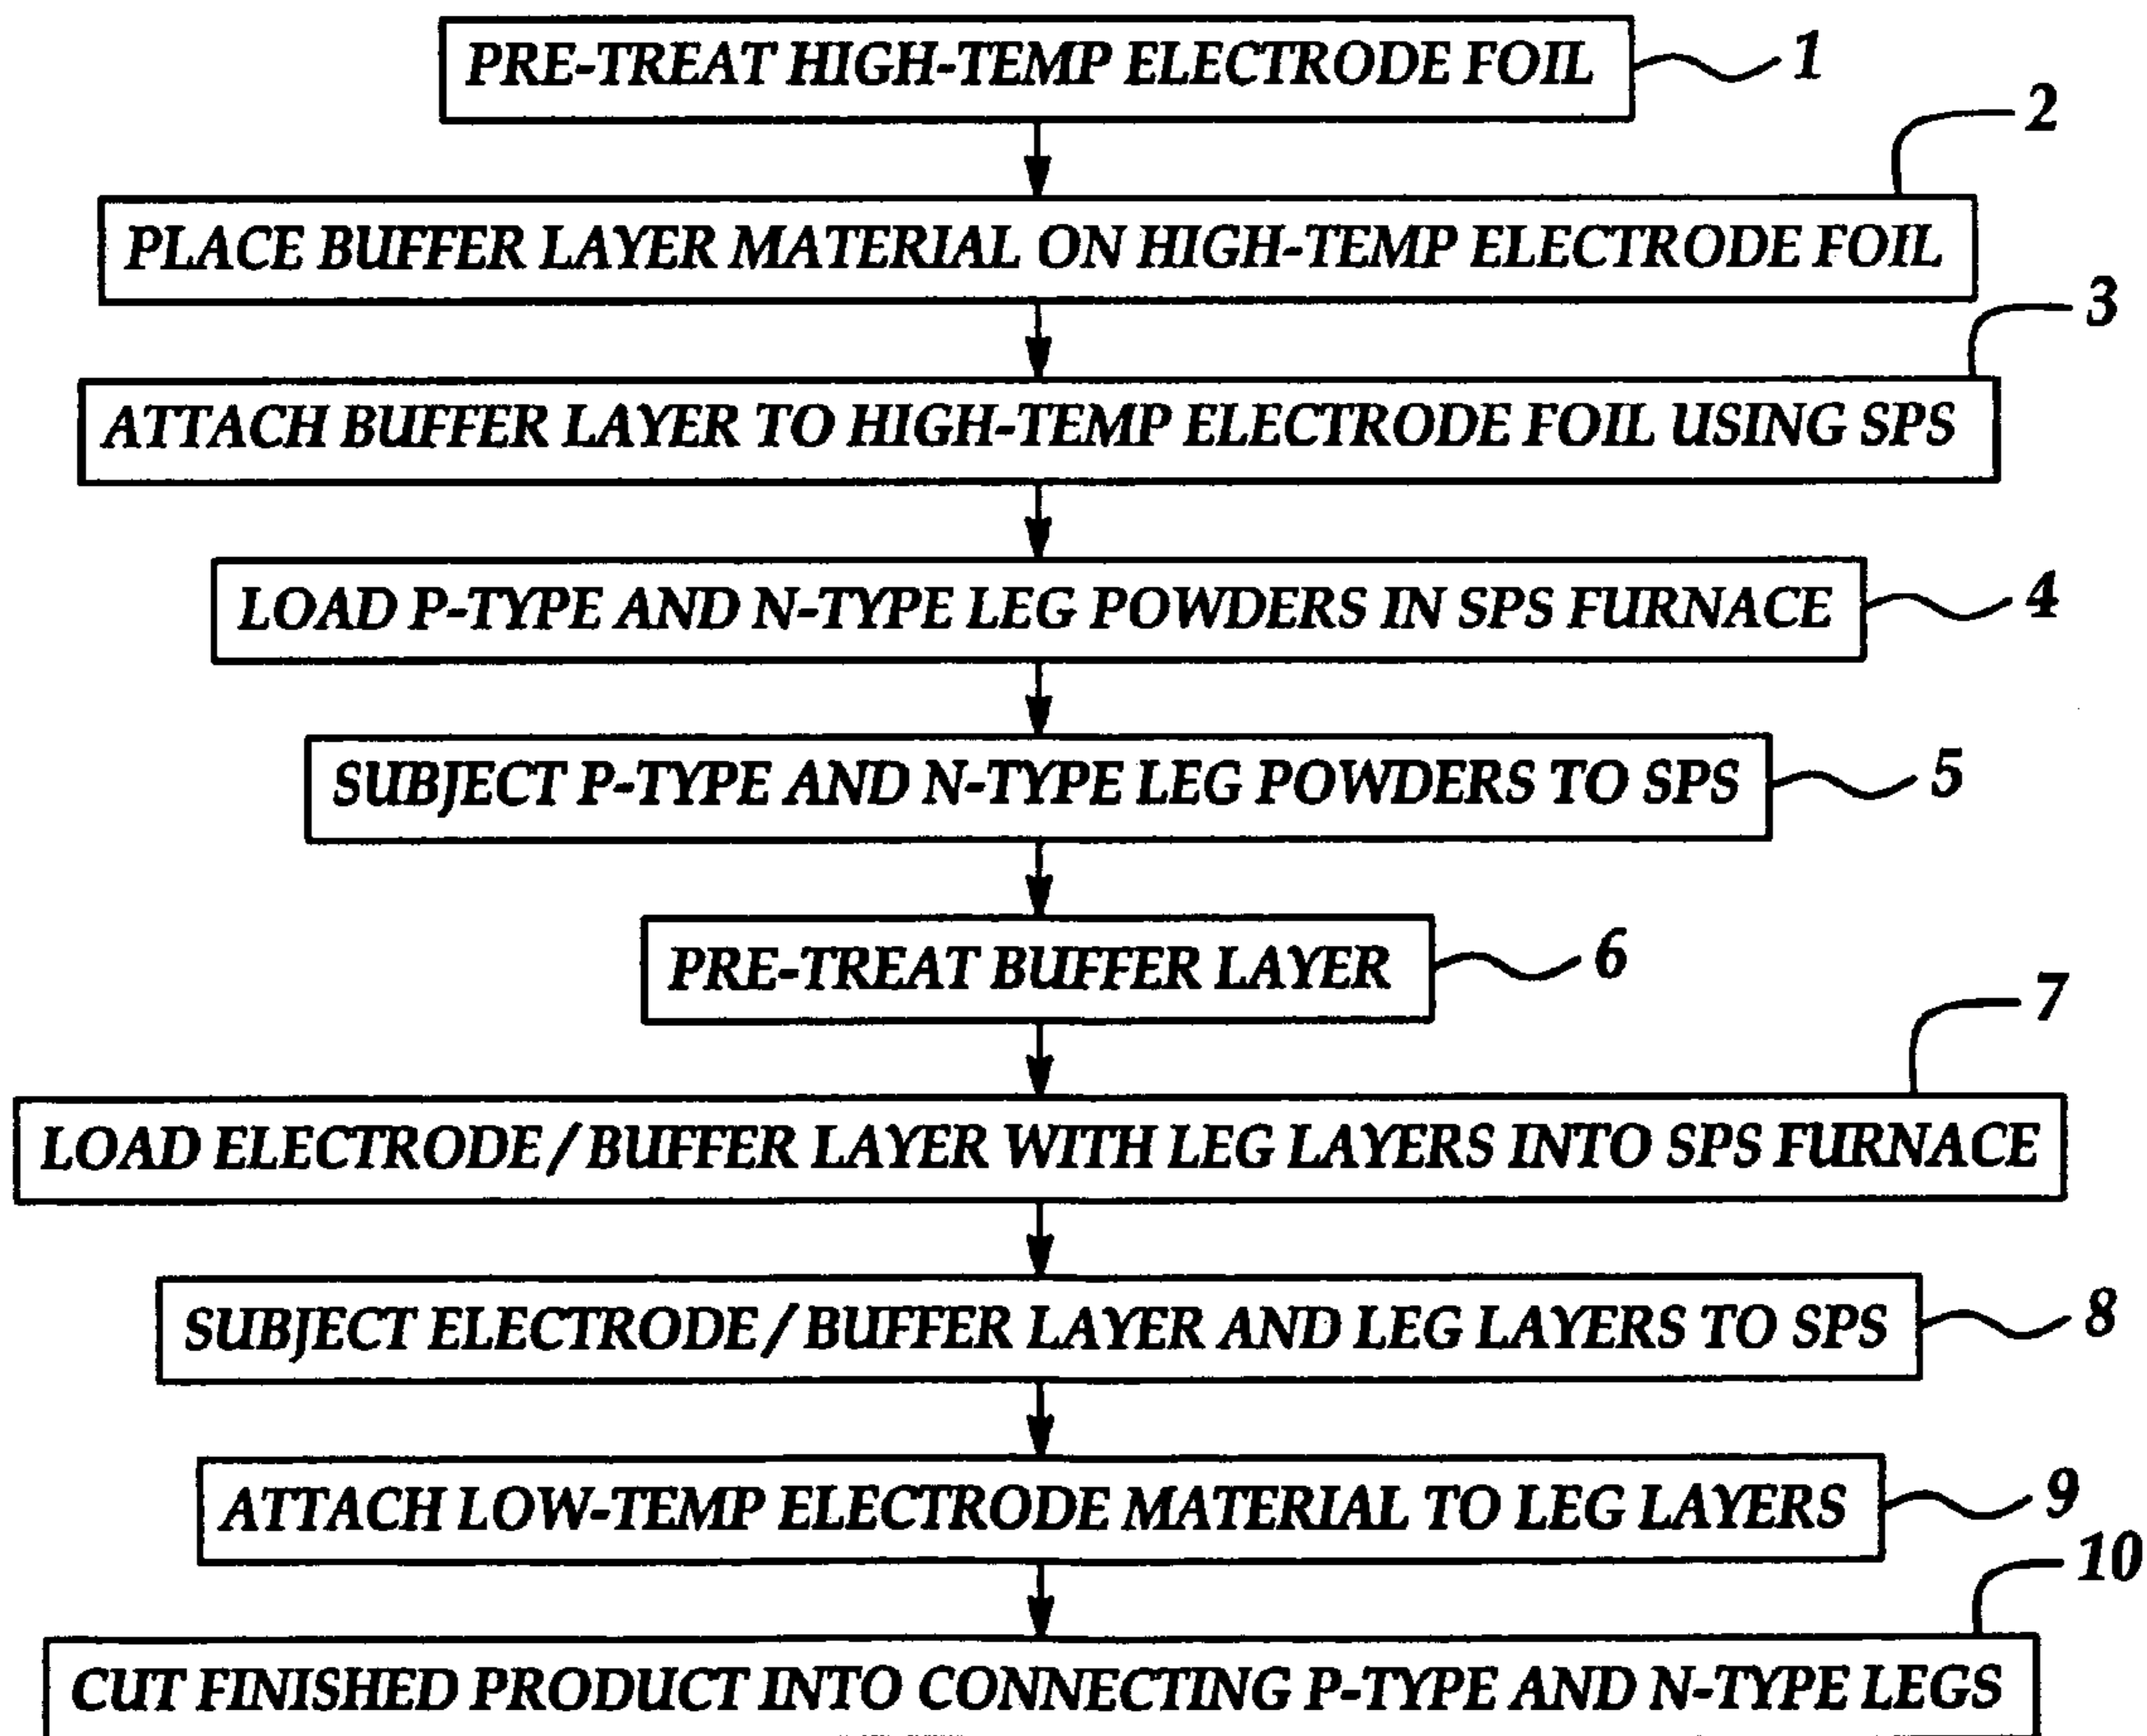 PRE-TREAT HIGH-TEMP ELECTRODE FOIL 1
2
PLACE BUFFER LAYER MATERIAL ON HIGH-TEMP ELECTRODE FOIL
3
ATTACH BUFFER LAYER TO HIGH-TEMP ELECTRODE FOIL USING SPS
LOAD P-TYPE AND N-TYPE LEG POWDERS IN SPS FURNACE 4
SUBJECT P-TYPE AND N-TYPE LEG POWDERS TO SPS 5
PRE-TREAT BUFFER LAYER 6
7
LOAD ELECTRODE/BUFFER LAYER WITH LEG LAYERS INTO SPS FURNACE
SUBJECT ELECTRODE/BUFFER LAYER AND LEG LAYERS TO SPS 8
ATTACH LOW-TEMP ELECTRODE MATERIAL TO LEG LAYERS 9
10
CUT FINISHED PRODUCT INTO CONNECTING P-TYPE AND N-TYPE LEGS